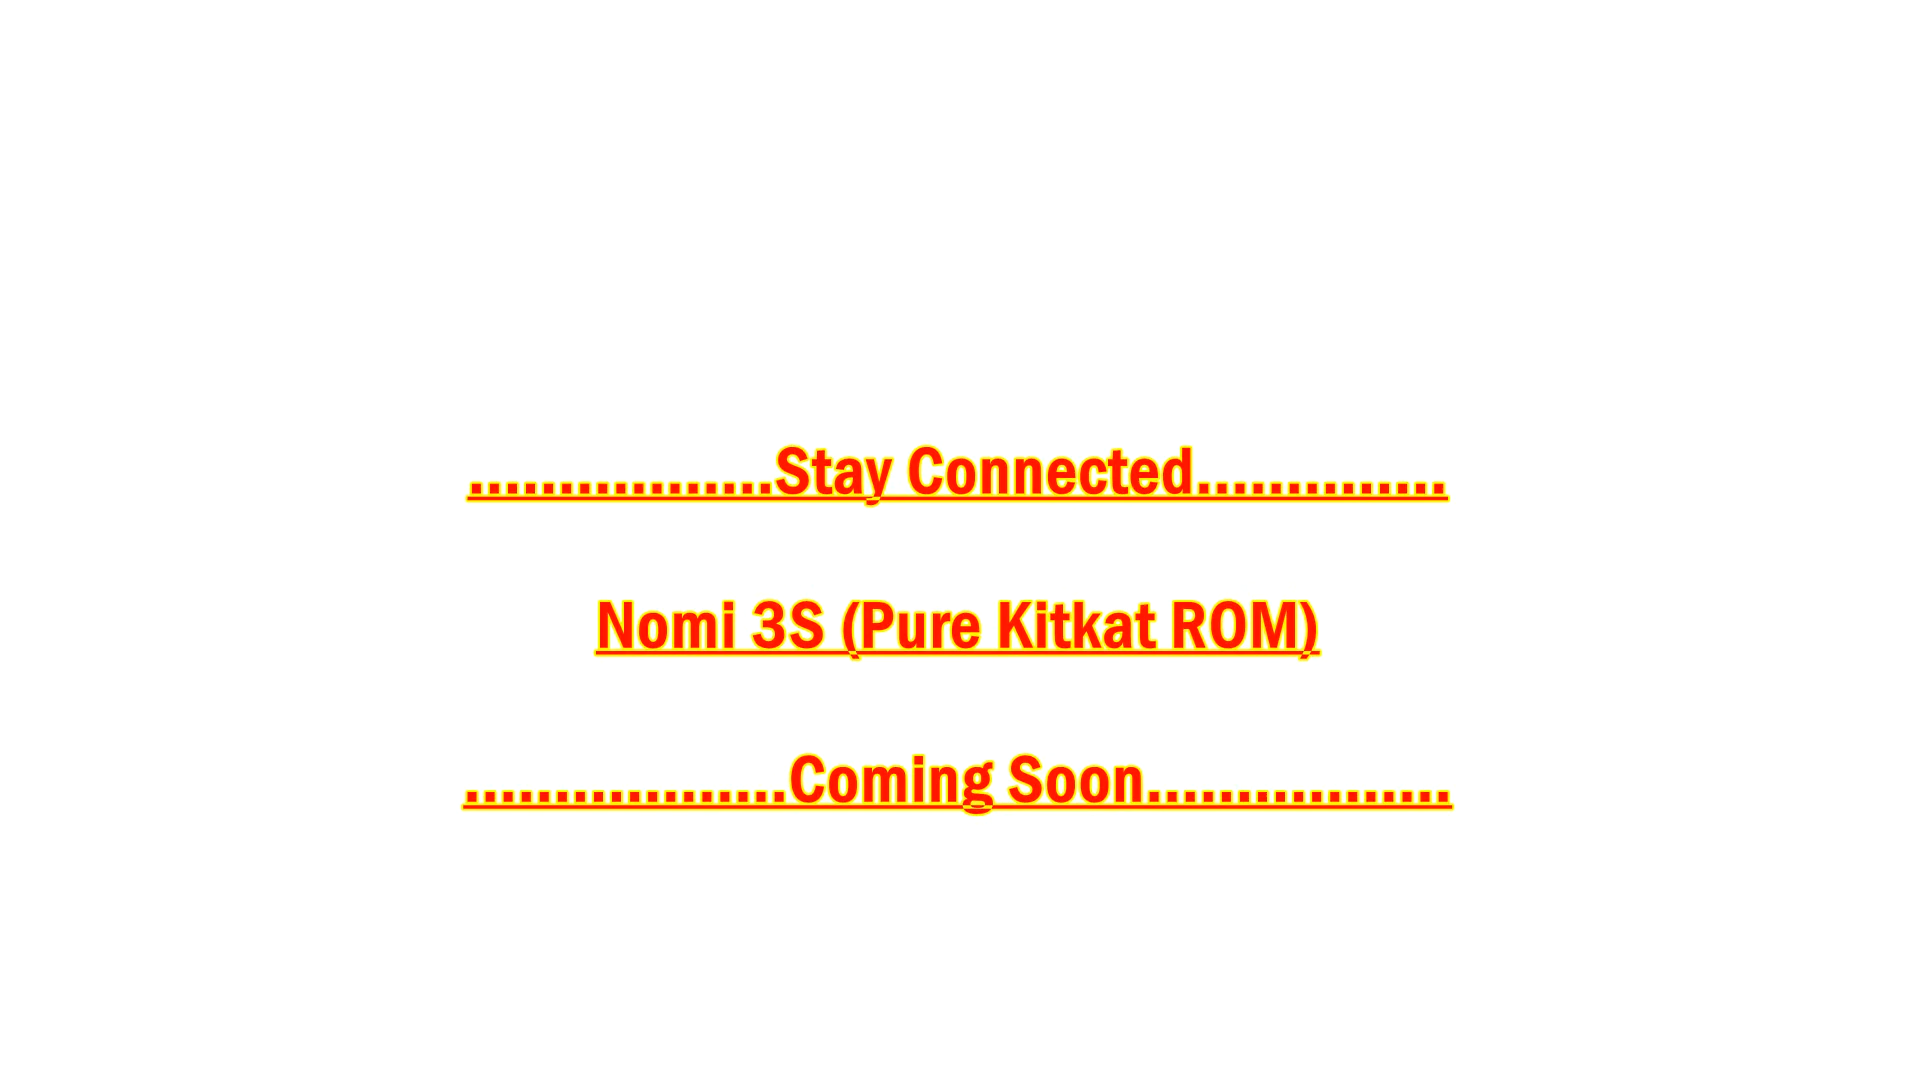 .................Stay Connected..............
Nomi 3S (Pure Kitkat ROM)
..................Coming Soon.................